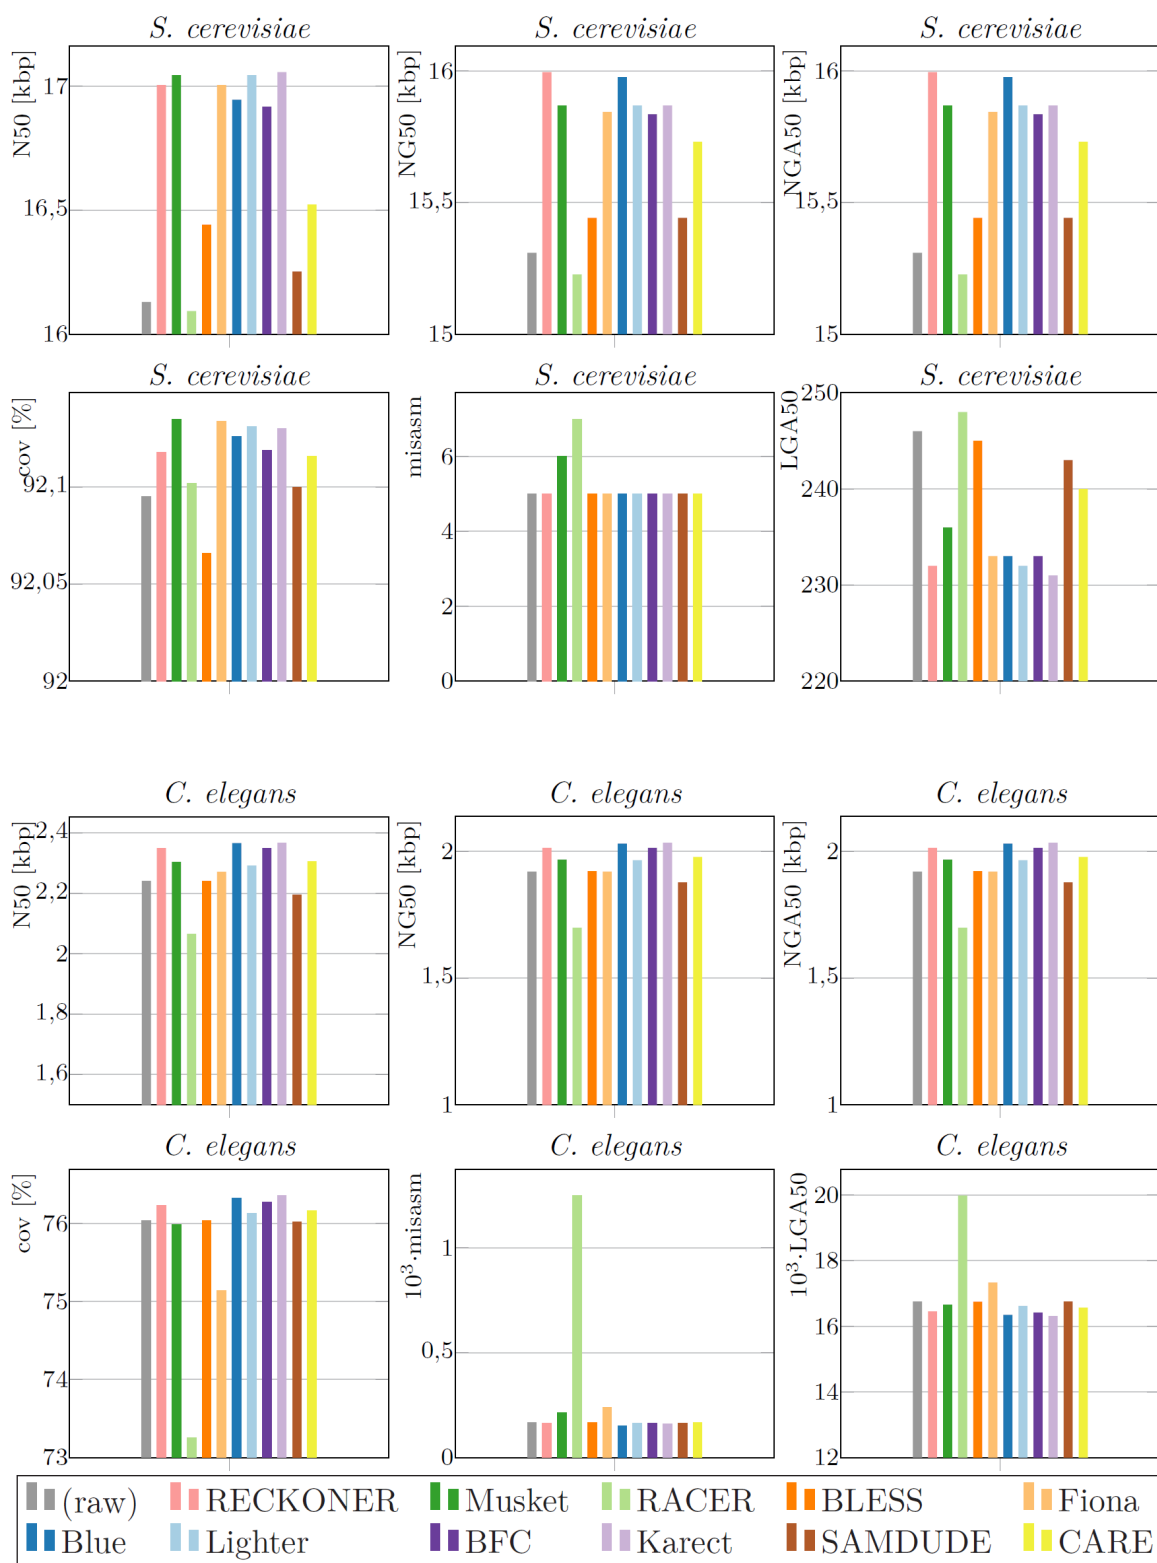 S. cerevisiae S. cerevisiae S. cerevisiae
N50 [kbp]
17
16,5
16
NG50 [kbp]
16
15,5
15
NGA50 [kbp]
16
15,5
15
S. cerevisiae S. cerevisiae S. cerevisiae
cov [%]
92,1
92,05
92
misasm
6
4
2
0
LGA50
250
240
230
220
C. elegans C. elegans C. elegans
N50 [kbp]
2,4
2,2
2
1,8
1,6
NG50 [kbp]
2
1,5
1
NGA50 [kbp]
2
1,5
1
C. elegans C. elegans C. elegans
cov [%]
76
75
74
73
10³·misasm
1
0,5
0
10³·LGA50
20
18
16
14
12
(raw) RECKONER Musket RACER BLESS Fiona
Blue Lighter BFC Karect SAMDUDE CARE